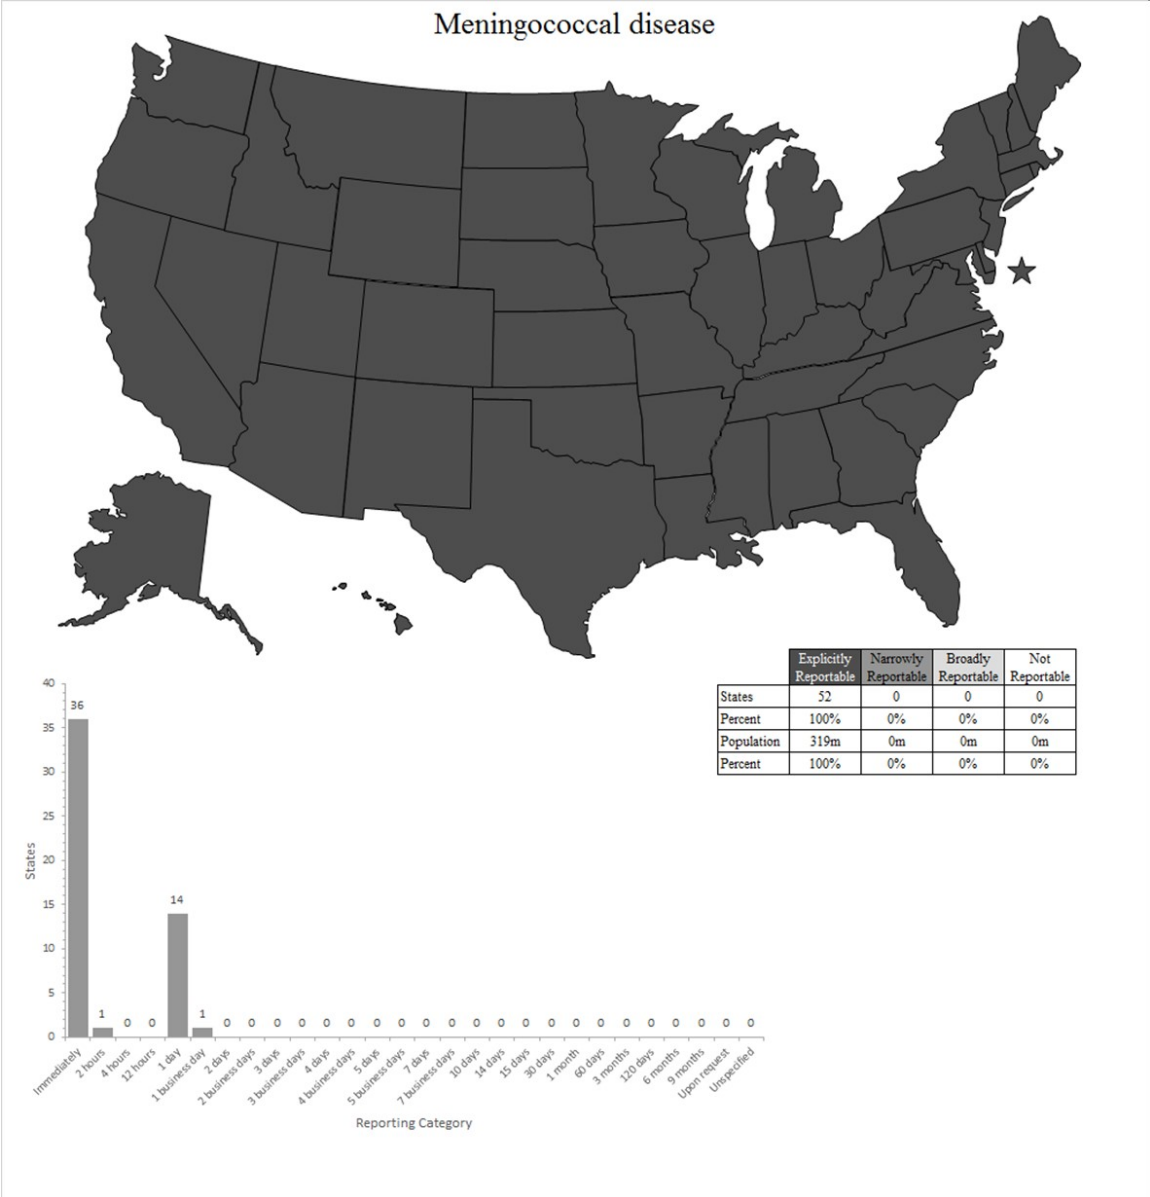 Meningococcal disease
Explicitly Reportable Narrowly Reportable Broadly Reportable Not Reportable
States 52 0 0 0
Percent 100% 0% 0% 0%
Population 319m 0m 0m 0m
Percent 100% 0% 0% 0%
40
36
35
30
25
20
15
14
10
5
1 0 0 1 0 0 0 0 0 0 0 0 0 0 0 0 0 0 0 0 0 0 0 0 0 0
0
States
Immediately
2 hours
4 hours
12 hours
1 day
1 business day
2 days
2 business days
3 days
3 business days
4 days
4 business days
5 days
5 business days
7 days
7 business days
10 days
14 days
15 days
30 days
1 month
60 days
3 months
120 days
6 months
9 months
Upon request
Unspecified
Reporting Category